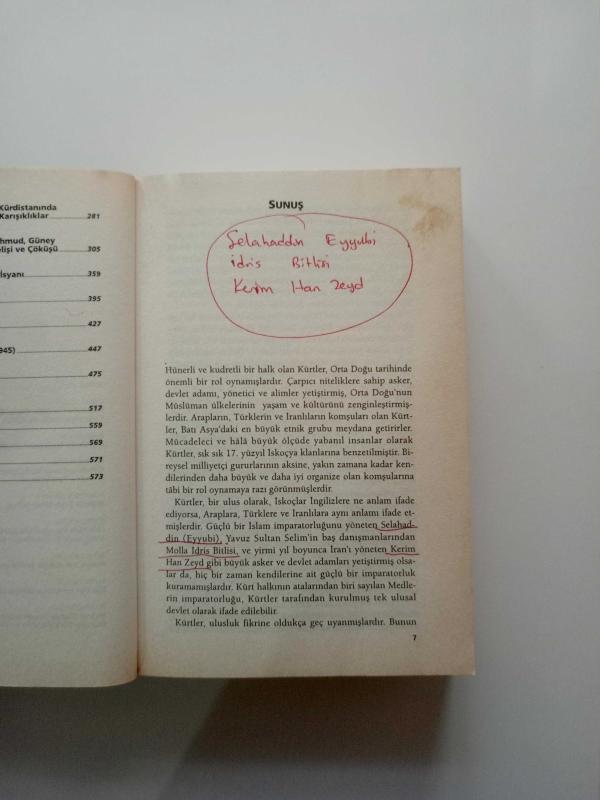 Kürdistanında
Karışıklıklar 281
hmud, Güney
elişi ve Çöküşü 305
İsyanı 359
395
427
945) 447
475
517
559
569
571
573
SUNUŞ
Selahaddın Eyyubi
idris Bitlisi
Kerim Han Zeyd
Hünerli ve kudretli bir halk olan Kürtler, Orta Doğu tarihinde
önemli bir rol oynamışlardır. Çarpıcı niteliklere sahip asker,
devlet adamı, yönetici ve alimler yetiştirmiş, Orta Doğu'nun
Müslüman ülkelerinin yaşam ve kültürünü zenginleştirmiş-
lerdir. Arapların, Türklerin ve İranlıların komşuları olan Kürt-
ler, Batı Asya'daki en büyük etnik grubu meydana getirirler.
Mücadeleci ve hâlâ büyük ölçüde yabanıl insanlar olarak
Kürtler, sık sık 17. yüzyıl İskoçya klanlarına benzetilmiştir. Bi-
reysel milliyetçi gururlarının aksine, yakın zamana kadar ken-
dilerinden daha büyük ve daha iyi organize olan komşularına
tâbi bir rol oynamaya razı görünmüşlerdir.
Kürtler, bir ulus olarak, İskoçlar İngilizlere ne anlam ifade
ediyorsa, Araplara, Türklere ve İranlılara aynı anlamı ifade et-
mişlerdir. Güçlü bir İslam imparatorluğunu yöneten Selahad-
din (Eyyubi), Yavuz Sultan Selim'in baş danışmanlarından
Molla İdris Bitlisi, ve yirmi yıl boyunca İran'ı yöneten Kerim
Han Zeyd gibi büyük asker ve devlet adamları yetiştirmiş olsa-
lar da, hiç bir zaman kendilerine ait güçlü bir imparatorluk
kuramamışlardır. Kürt halkının atalarından biri sayılan Medle-
rin imparatorluğu, Kürtler tarafından kurulmuş tek ulusal
devlet olarak ifade edilebilir.
Kürtler, ulusluk fikrine oldukça geç uyanmışlardır. Bunun
7